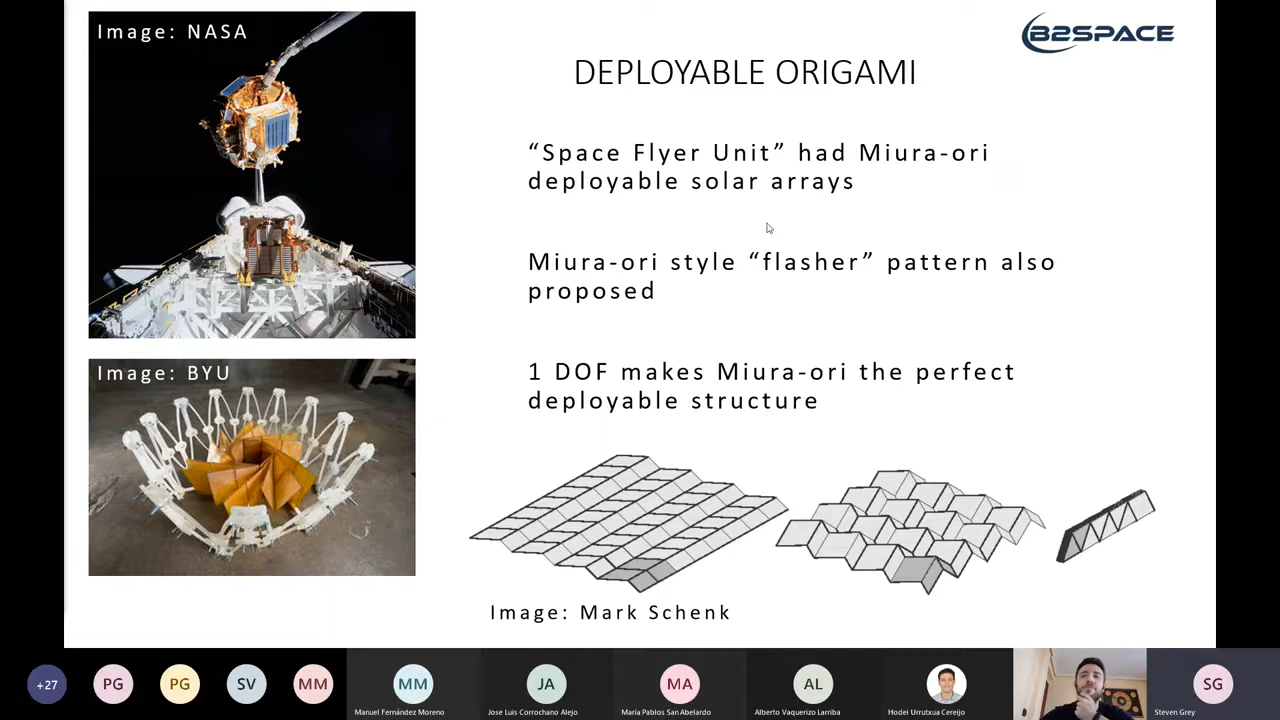 Image: NASA
B2SPACE
DEPLOYABLE ORIGAMI
“Space Flyer Unit” had Miura-ori
deployable solar arrays
Miura-ori style “flasher” pattern also
proposed
Image: BYU
1 DOF makes Miura-ori the perfect
deployable structure
Image: Mark Schenk
+27
PG
PG
SV
MM
MM
JA
MA
AL
SG
Manuel Fernández Moreno
Jose Luis Corrochano Alejo
María Pablos San Abelardo
Alberto Vaquerizo Larriba
Hodei Urrutxua Cereijo
Steven Grey